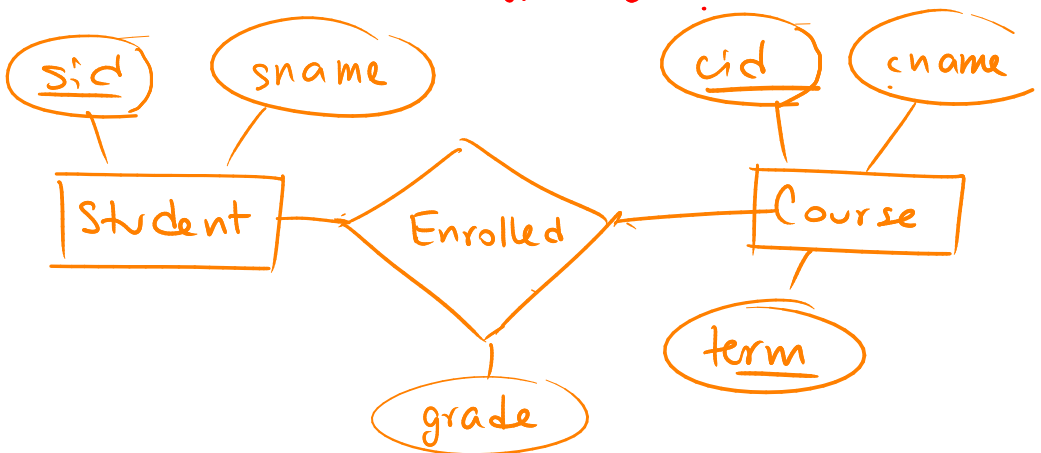 sid
sname
cid
cname
Student
Enrolled
Course
term
grade